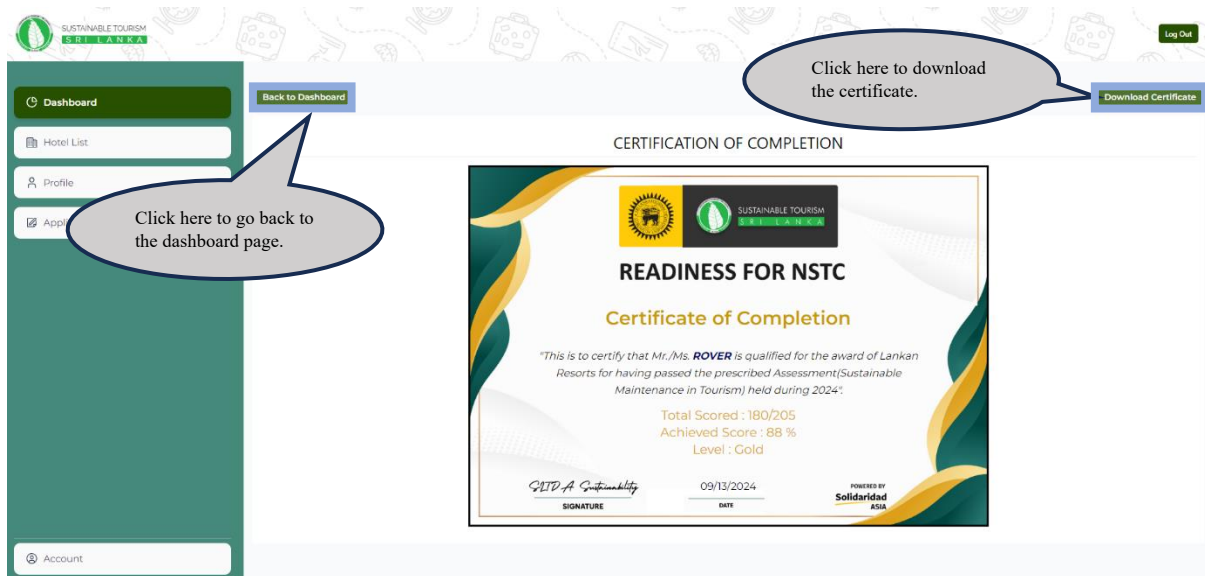 SUSTAINABLE TOURISM
SRI LANKA
Log Out
Dashboard
Hotel List
Profile
Account
Back to Dashboard
Click here to go back to
the dashboard page.
Click here to download
the certificate.
Download Certificate
CERTIFICATION OF COMPLETION
SUSTAINABLE TOURISM
SRI LANKA
READINESS FOR NSTC
Certificate of Completion
"This is to certify that Mr./Ms. ROVER is qualified for the award of Lankan
Resorts for having passed the prescribed Assessment(Sustainable
Maintenance in Tourism) held during 2024".
Total Scored : 180/205
Achieved Score : 88 %
Level : Gold
SLTDA Sustainability
SIGNATURE
09/13/2024
DATE
POWERED BY
Solidaridad
ASIA